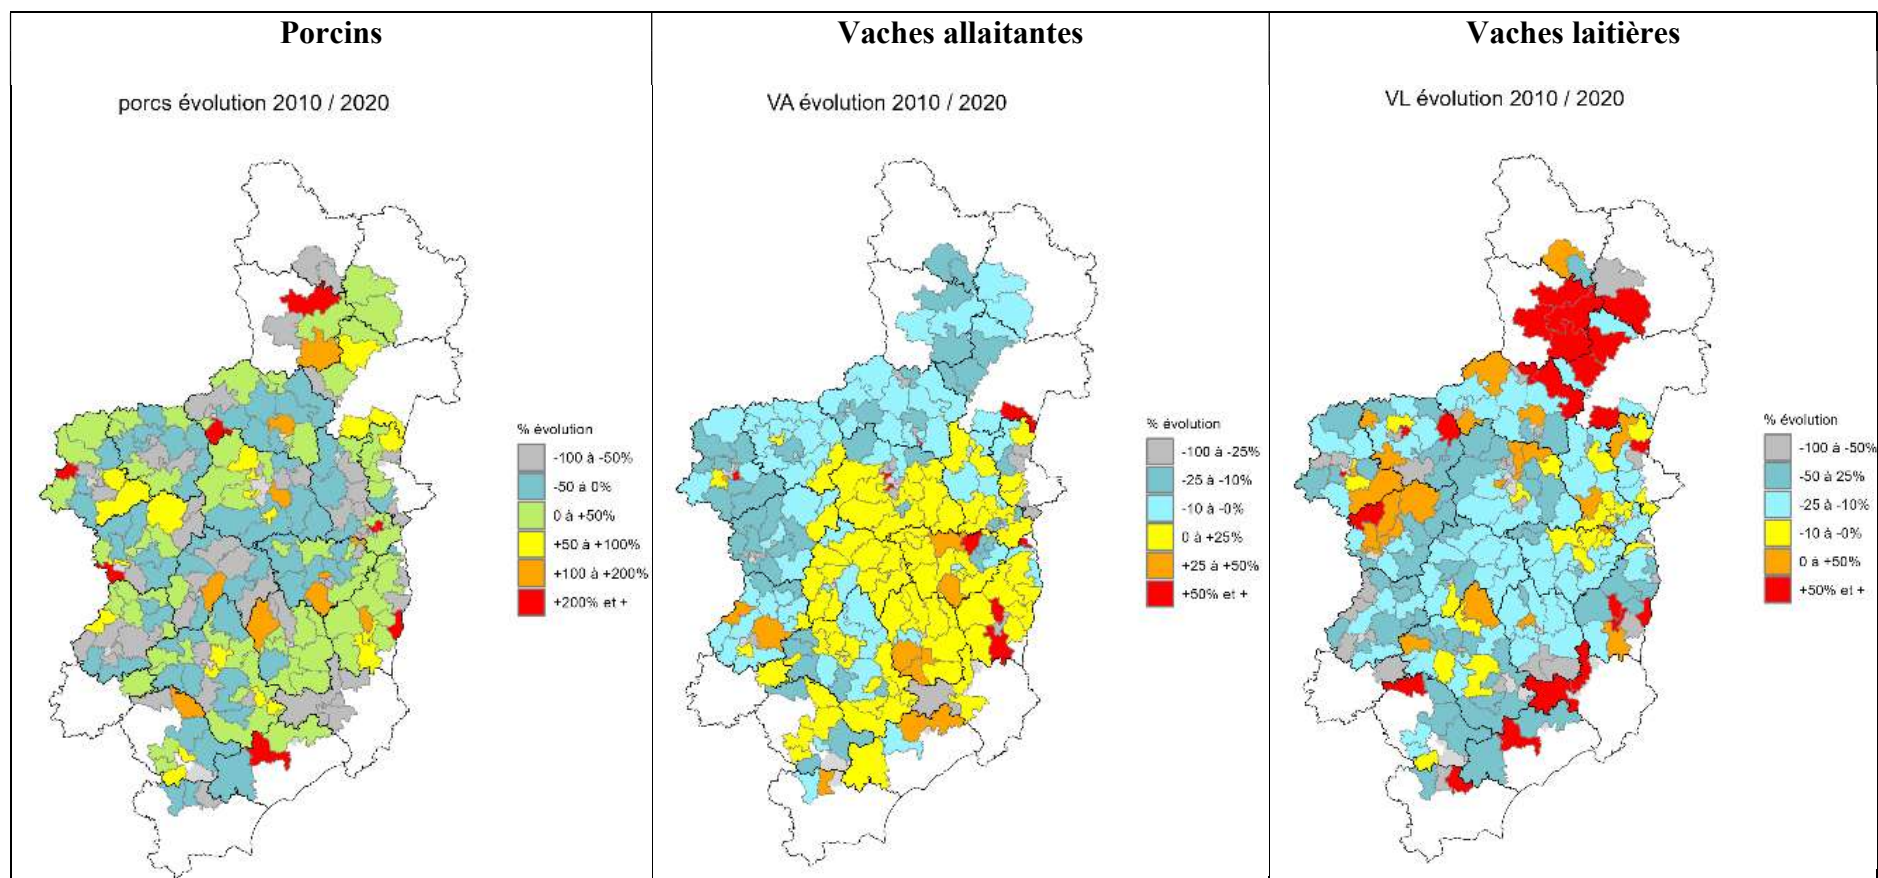 Porcins
Vaches allaitantes
Vaches laitières
porcs évolution 2010 / 2020
VA évolution 2010 / 2020
VL évolution 2010 / 2020
% évolution
-100 à -50%
-50 à 0%
0 à +50%
+50 à +100%
+100 à +200%
+200% et +
% évolution
-100 à -25%
-25 à -10%
-10 à -0%
0 à +25%
+25 à +50%
+50% et +
% évolution
-100 à -50%
-50 à 25%
-25 à -10%
-10 à -0%
0 à +50%
+50% et +